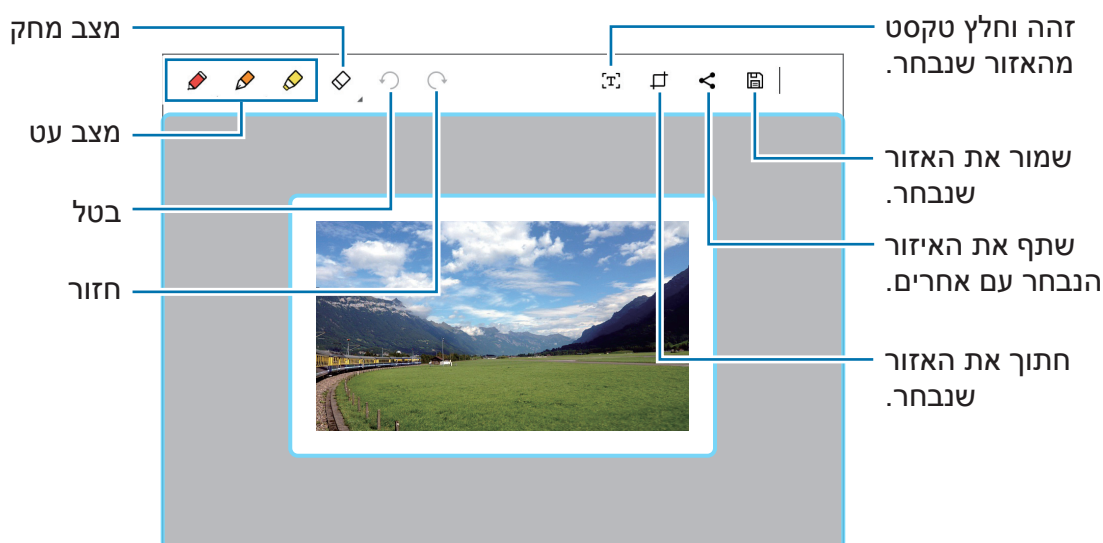 מצב מחק
זהה וחלץ טקסט
מהאזור שנבחר.
T
מצב עט
שמור את האזור
שנבחר.
בטל
שתף את האיזור
הנבחר עם אחרים.
חזור
חתוך את האזור
שנבחר.